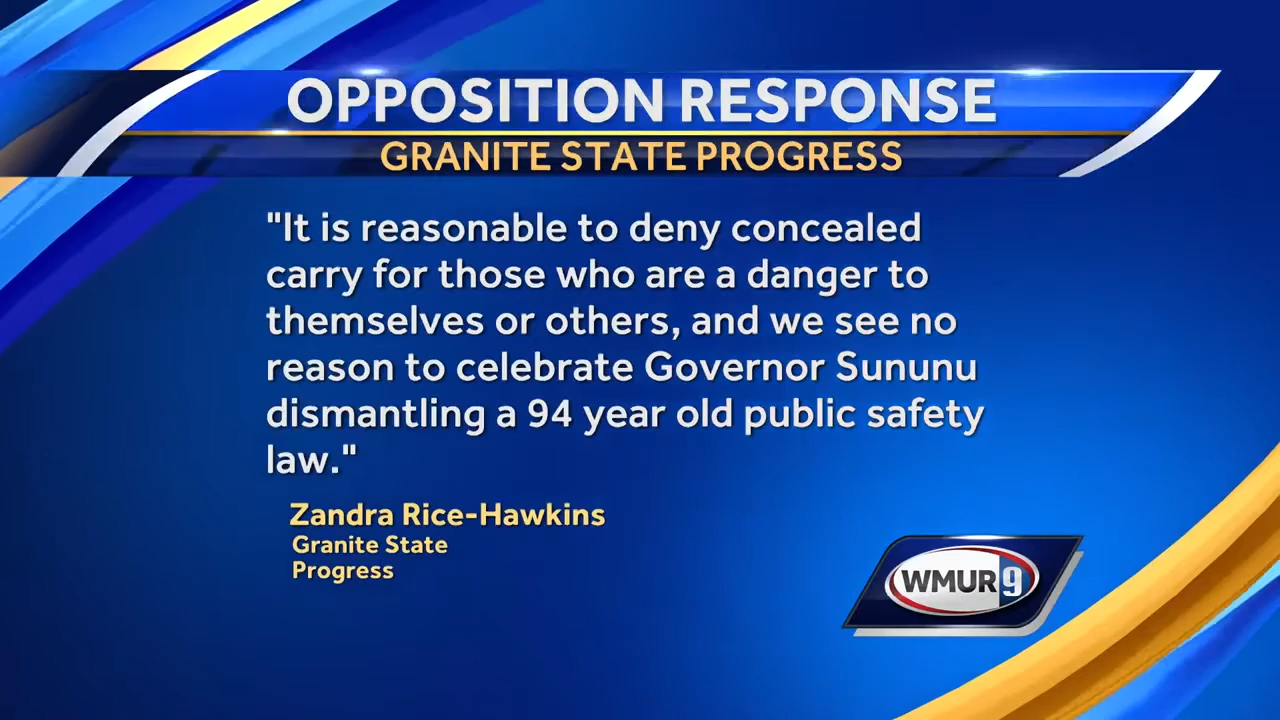 OPPOSITION RESPONSE
GRANITE STATE PROGRESS
"It is reasonable to deny concealed
carry for those who are a danger to
themselves or others, and we see no
reason to celebrate Governor Sununu
dismantling a 94 year old public safety
law."
Zandra Rice-Hawkins
Granite State
Progress
WMUR 9